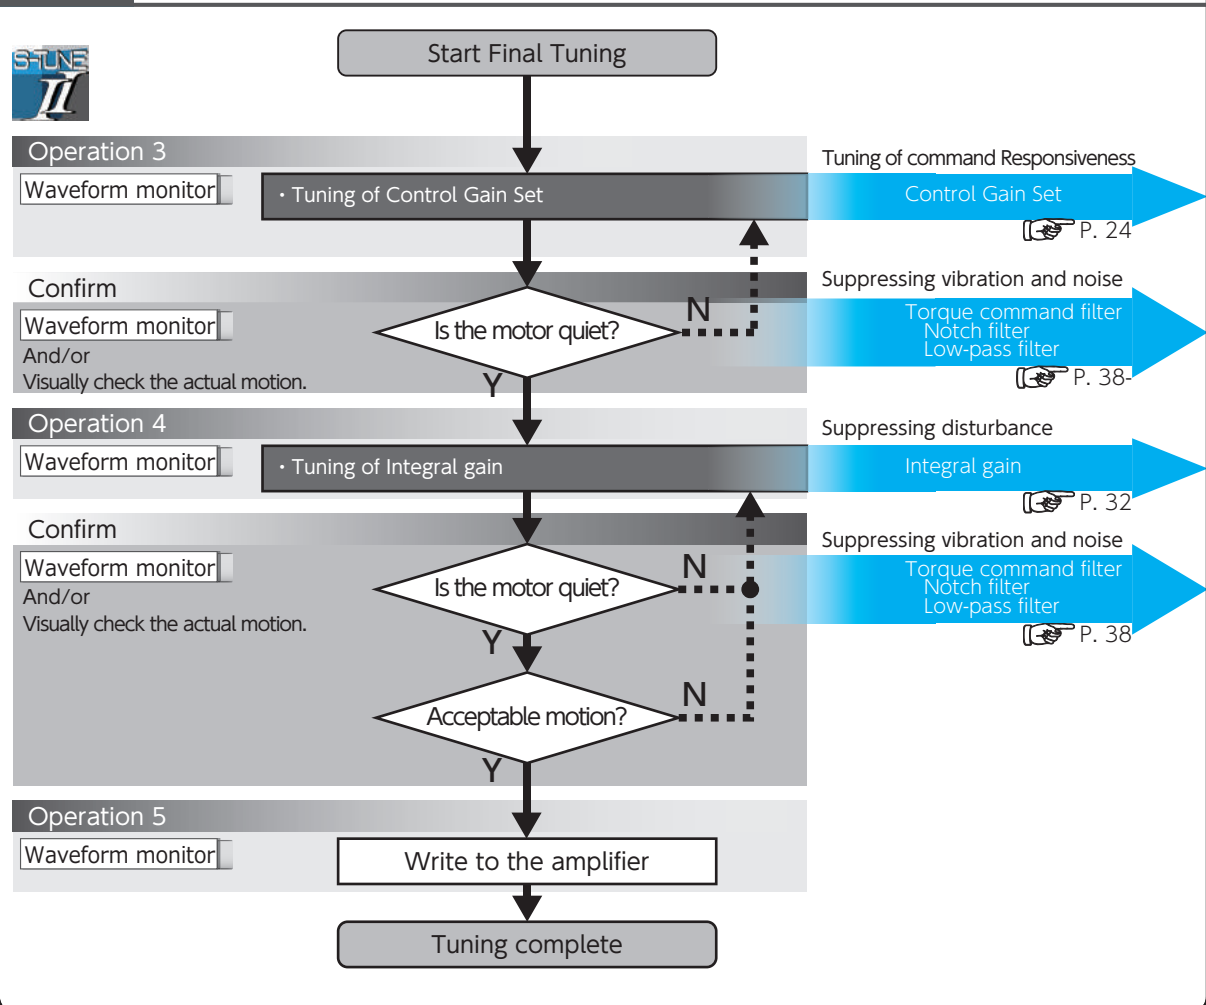 Start Final Tuning
S-TUNE
II
Operation 3
Waveform monitor
・Tuning of Control Gain Set
Tuning of command Responsiveness
Control Gain Set
P. 24
Confirm
Waveform monitor
And/or
Visually check the actual motion.
Is the motor quiet?
N
Y
Suppressing vibration and noise
Torque command filter
Notch filter
Low-pass filter
P. 38-
Operation 4
Waveform monitor
・Tuning of Integral gain
Suppressing disturbance
Integral gain
P. 32
Confirm
Waveform monitor
And/or
Visually check the actual motion.
Is the motor quiet?
N
Y
Suppressing vibration and noise
Torque command filter
Notch filter
Low-pass filter
P. 38
Acceptable motion?
N
Y
Operation 5
Waveform monitor
Write to the amplifier
Tuning complete